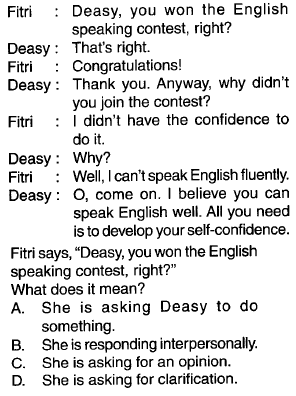 Fitri : Deasy, you won the English
speaking contest, right?
Deasy : That's right.
Fitri : Congratulations!
Deasy : Thank you. Anyway, why didn't
you join the contest?
Fitri : I didn't have the confidence to
do it.
Deasy : Why?
Fitri : Well, I can't speak English fluently.
Deasy : O, come on. I believe you can
speak English well. All you need
is to develop your self-confidence.
Fitri says, "Deasy, you won the English
speaking contest, right?"
What does it mean?
A. She is asking Deasy to do
something.
B. She is responding interpersonally.
C. She is asking for an opinion.
D. She is asking for clarification.